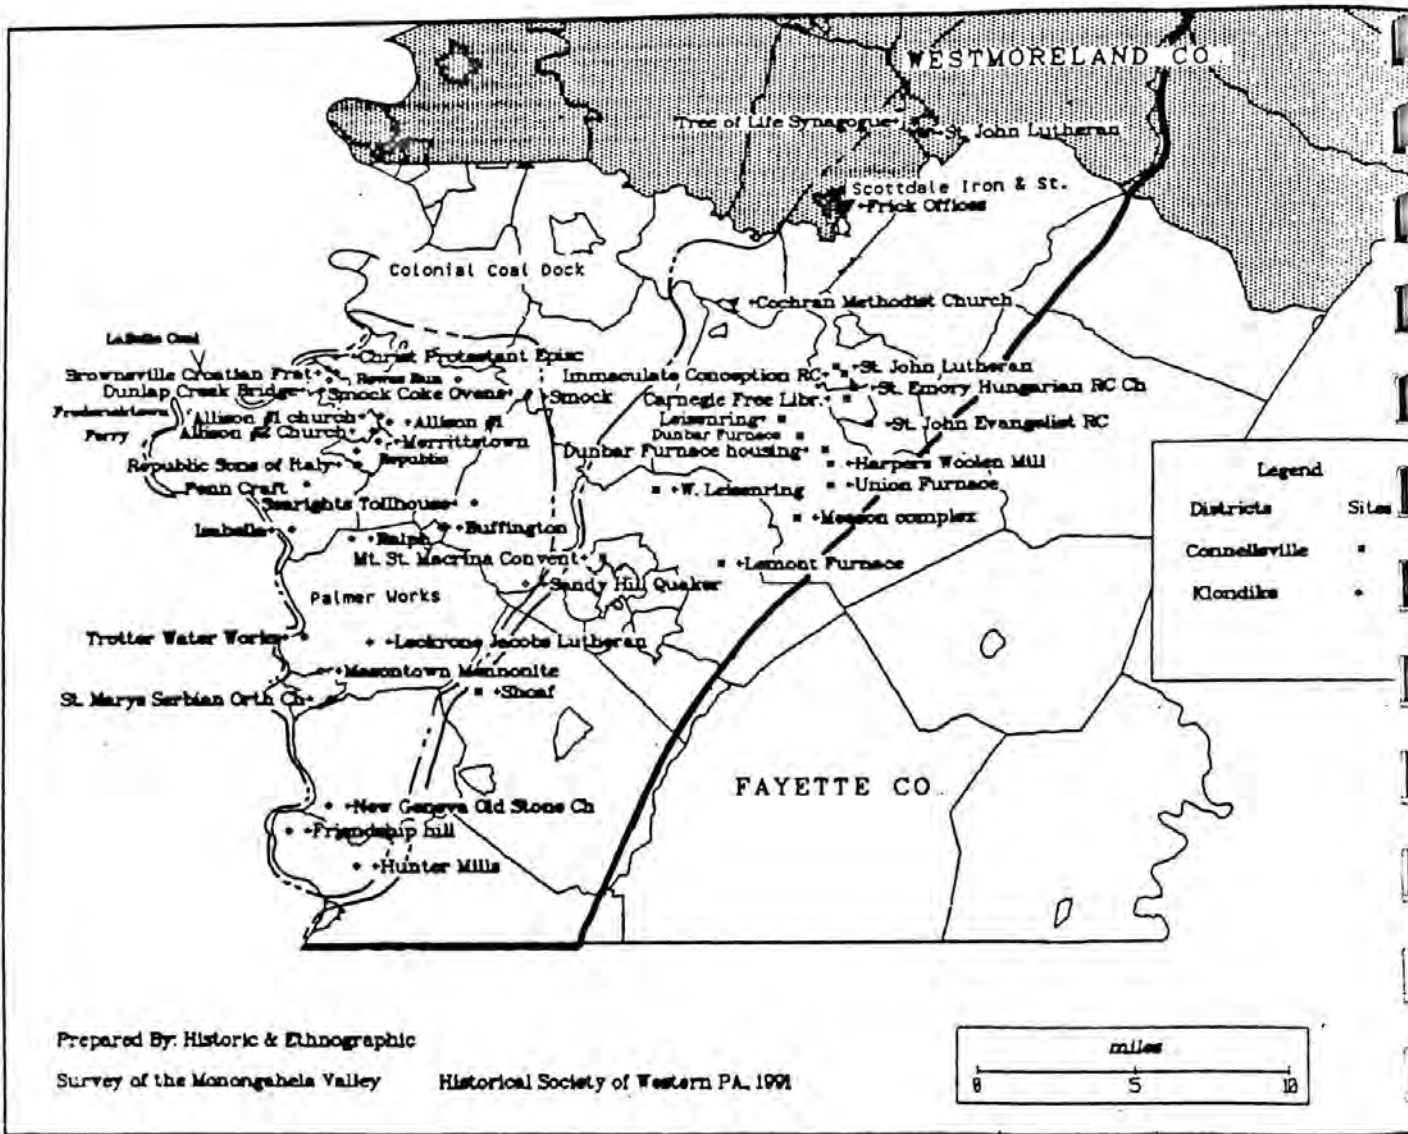 WESTMORELAND CO.
Tree of Life Synagogue
St. John Lutheran
Scottdale Iron & St.
Frick Offices
Colonial Coal Dock
Cochran Methodist Church
LaBelle Coal
Christ Protestant Episc
Brownsville Croatian Frat
Rowes Run
Dunlap Creek Bridge
Smock Coke Ovens
Smock
Immaculate Conception RC
St. John Lutheran
St. Emory Hungarian RC Ch
Carnegie Free Libr.
Fredericktown
Ferry
Allison #1 church
Allison #1
Allison #2 Church
Merrittstown
Republic
Leisenring
St. John Evangelist RC
Dunbar Furnace
Dunbar Furnace housing
Republic Sons of Italy
Harpers Woolen Mill
Penn Craft
W. Leisenring
Union Furnace
Searights Tollhouse
Isabella
Ralph
Buffington
Meason complex
Mt. St. Macrina Convent
Lemont Furnace
Sandy Hill Quaker
Palmer Works
Trotter Water Works
Leckrone Jacobs Lutheran
Masontown Mennonite
St. Marys Serbian Orth Ch
Shoaf
FAYETTE CO.
New Geneva Old Stone Ch
Friendship hill
Hunter Mills
Legend
Districts Sites
Connellsville
Klondike
Prepared By: Historic & Ethnographic
Survey of the Monongahela Valley Historical Society of Western PA., 1991
miles
0 5 10